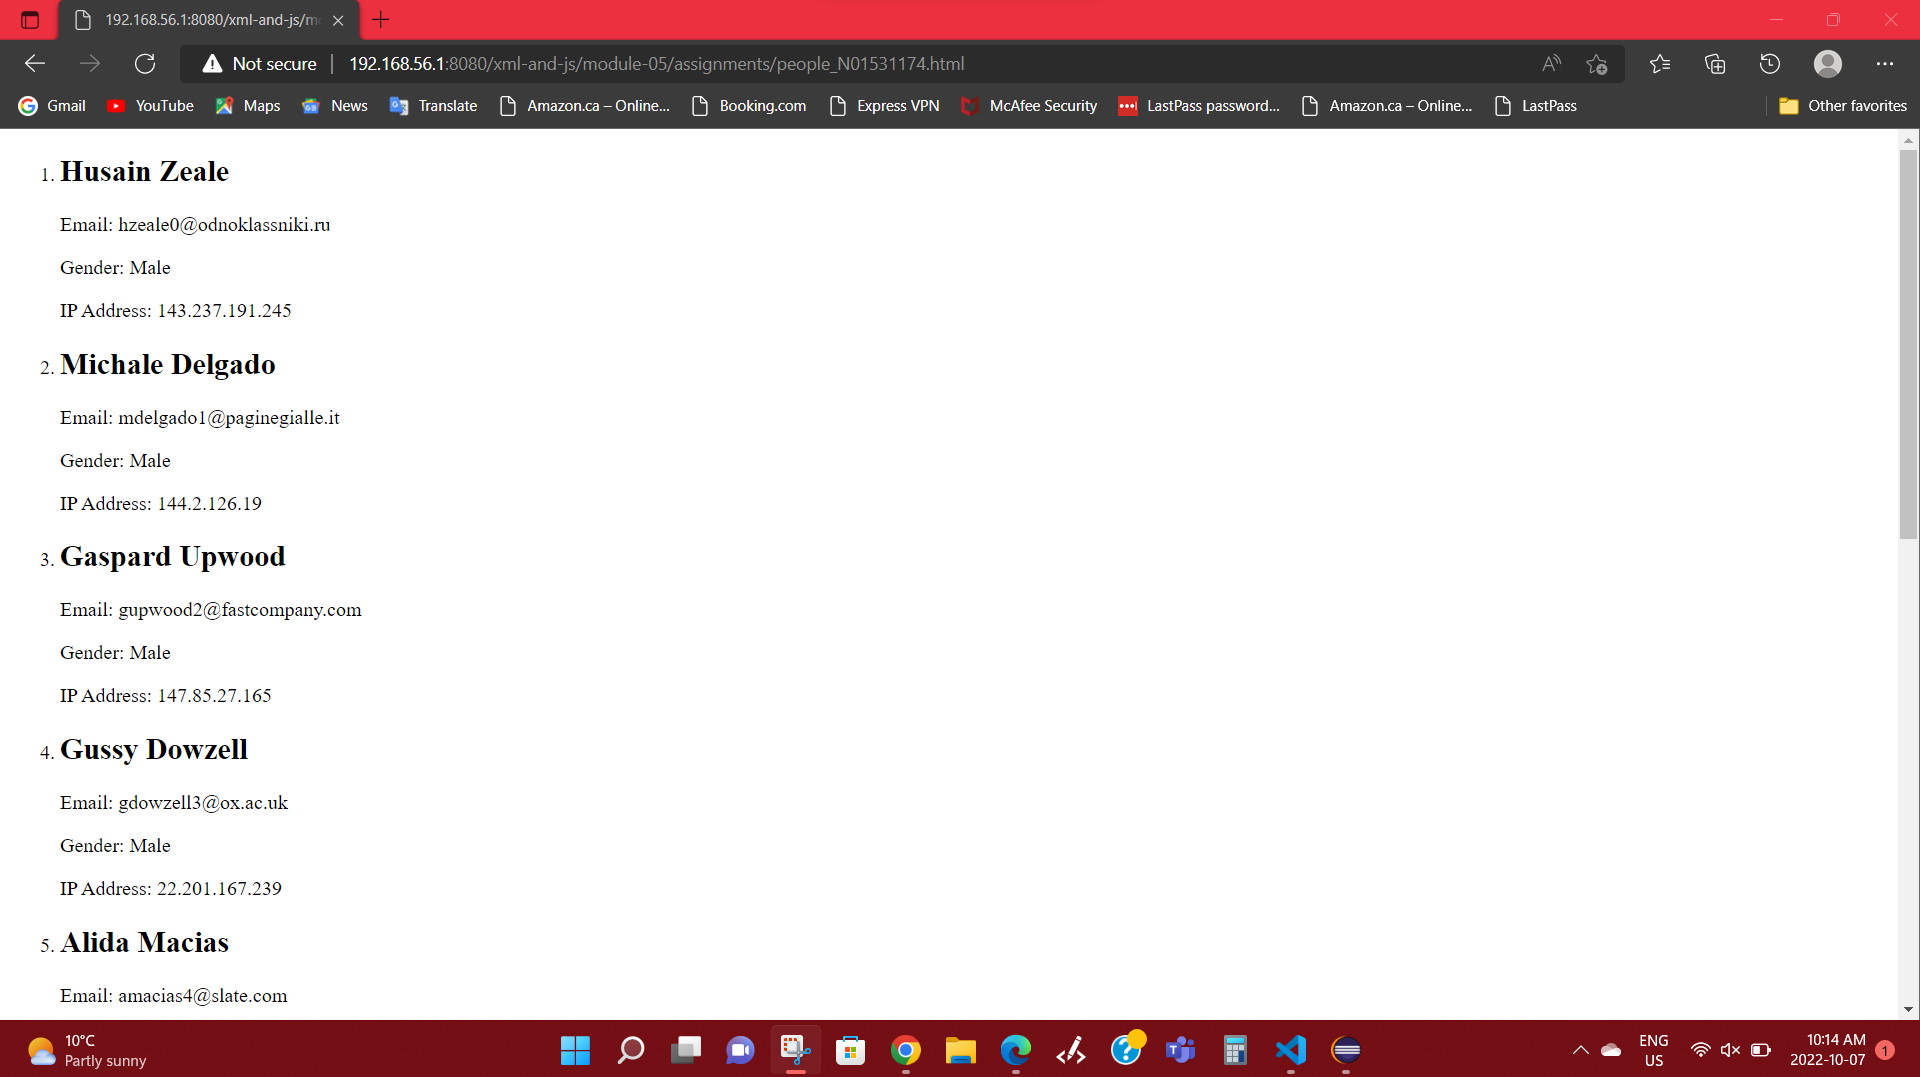 192.168.56.1:8080/xml-and-js/mo
Not secure
192.168.56.1:8080/xml-and-js/module-05/assignments/people_N01531174.html
Gmail YouTube Maps News Translate Amazon.ca – Online... Booking.com Express VPN McAfee Security LastPass password... Amazon.ca – Online... LastPass Other favorites
1. Husain Zeale
Email: hzeale0@odnoklassniki.ru
Gender: Male
IP Address: 143.237.191.245
2. Michale Delgado
Email: mdelgado1@paginegialle.it
Gender: Male
IP Address: 144.2.126.19
3. Gaspard Upwood
Email: gupwood2@fastcompany.com
Gender: Male
IP Address: 147.85.27.165
4. Gussy Dowzell
Email: gdowzell3@ox.ac.uk
Gender: Male
IP Address: 22.201.167.239
5. Alida Macias
Email: amacias4@slate.com
10°C
Partly sunny
ENG
US
10:14 AM
2022-10-07
1